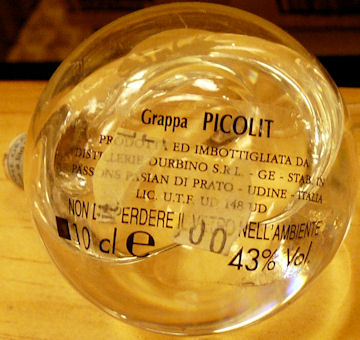 Grappa PICOLIT
PRODOTTA ED IMBOTTIGLIATA DA
DISTILLERIE DURBINO S.R.L. - GE - STAB. IN
PASSONS PASIAN DI PRATO - UDINE - ITALIA
LIC. U.T.F. UD 148 UD
NON DISPERDERE IL VETRO NELL'AMBIENTE
10 cl e 43% Vol.